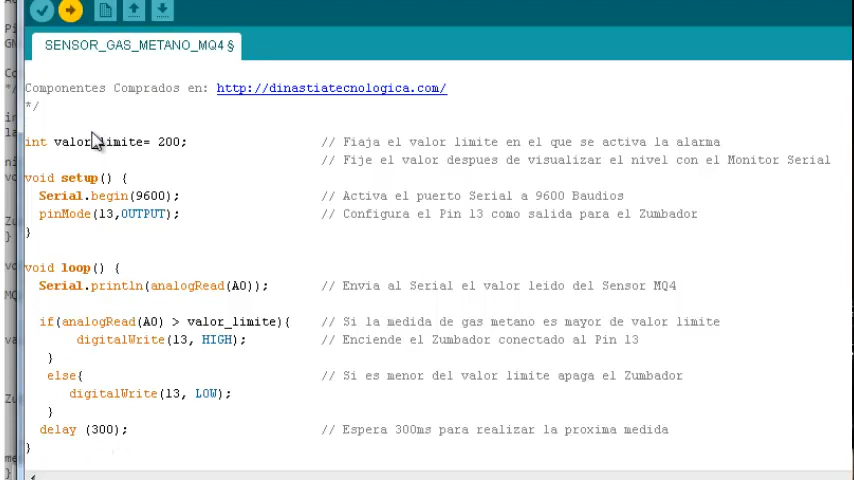 SENSOR_GAS_METANO_MQ4 §
Componentes Comprados en: http://dinastiatecnologica.com/
*/
int valor_limite= 200; // Fiaja el valor limite en el que se activa la alarma
// Fije el valor despues de visualizar el nivel con el Monitor Serial
void setup() {
Serial.begin(9600); // Activa el puerto Serial a 9600 Baudios
pinMode(13,OUTPUT); // Configura el Pin 13 como salida para el Zumbador
}
void loop() {
Serial.println(analogRead(A0)); // Envia al Serial el valor leido del Sensor MQ4
if(analogRead(A0) > valor_limite){ // Si la medida de gas metano es mayor de valor limite
digitalWrite(13, HIGH); // Enciende el Zumbador conectado al Pin 13
}
else{ // Si es menor del valor limite apaga el Zumbador
digitalWrite(13, LOW);
}
delay (300); // Espera 300ms para realizar la proxima medida
}